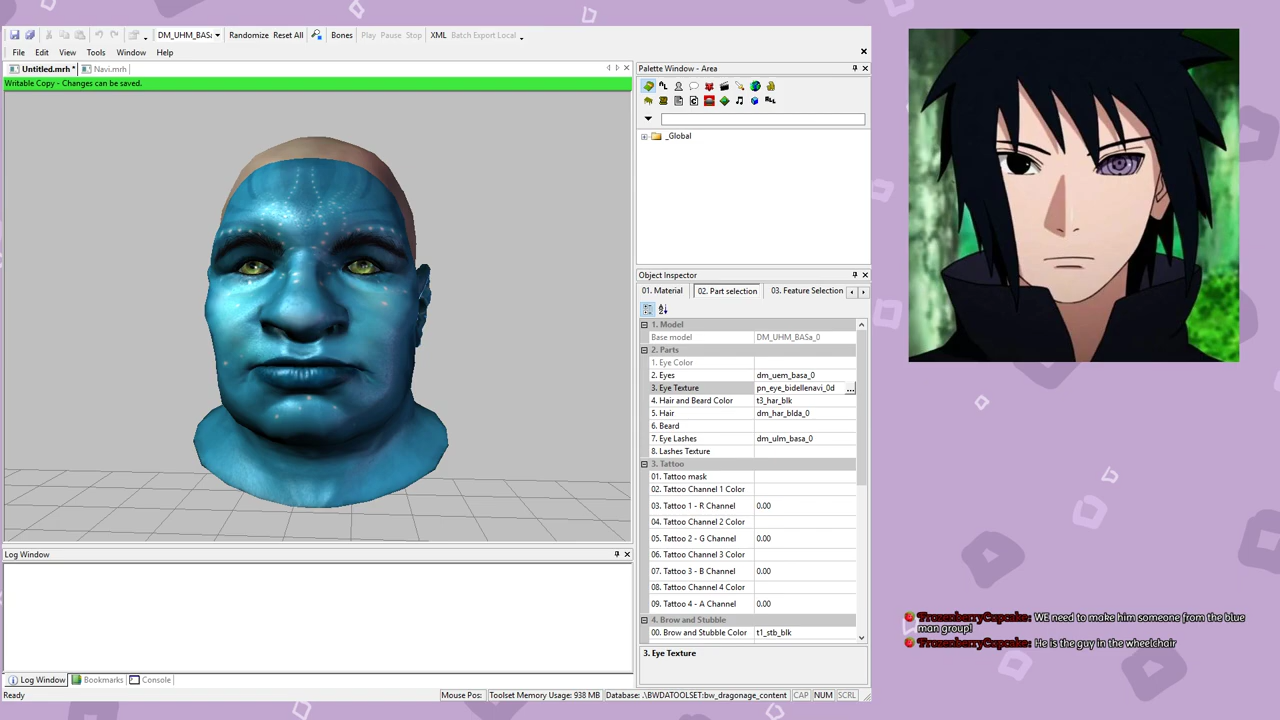 DM_UHM_BASa
Randomize Reset All
Bones
Play Pause Stop
XML Batch Export Local
File Edit View Tools Window Help
Untitled.mrh *
Navi.mrh
Writable Copy - Changes can be saved.
Palette Window - Area
_Global
Object Inspector
01. Material
02. Part selection
03. Feature Selection
1. Model
Base model DM_UHM_BASa_0
2. Parts
1. Eye Color
2. Eyes dm_uem_basa_0
3. Eye Texture pn_eye_bidellenavi_0d ...
4. Hair and Beard Color t3_har_blk
5. Hair dm_har_blda_0
6. Beard
7. Eye Lashes dm_ulm_basa_0
8. Lashes Texture
3. Tattoo
01. Tattoo mask
02. Tattoo Channel 1 Color
03. Tattoo 1 - R Channel 0.00
04. Tattoo Channel 2 Color
05. Tattoo 2 - G Channel 0.00
06. Tattoo Channel 3 Color
07. Tattoo 3 - B Channel 0.00
08. Tattoo Channel 4 Color
09. Tattoo 4 - A Channel 0.00
4. Brow and Stubble
00. Brow and Stubble Color t1_stb_blk
3. Eye Texture
Log Window
Log Window
Bookmarks
Console
Ready
Mouse Pos:
Toolset Memory Usage: 938 MB
Database: .\BWDATOOLSET:bw_dragonage_content
CAP NUM SCRL
FrozenberryCupcake: WE need to make him someone from the blue
man group!
FrozenberryCupcake: He is the guy in the wheelchair